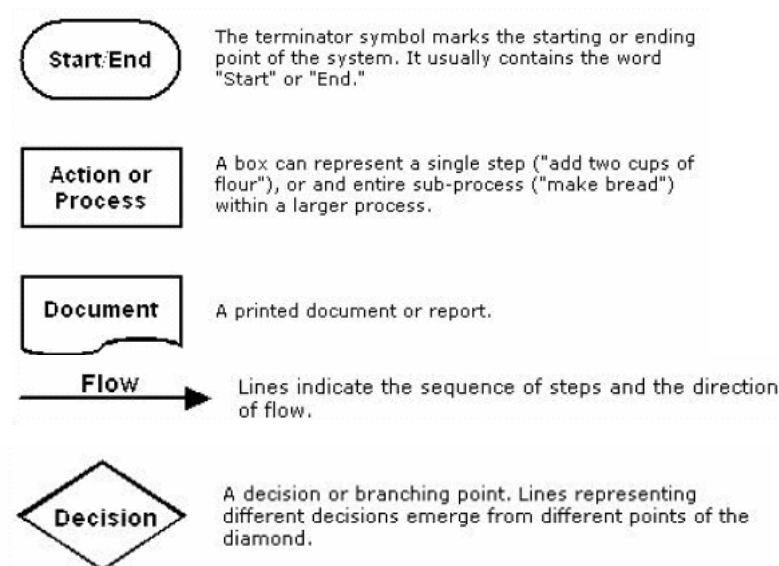 Start/End
The terminator symbol marks the starting or ending
point of the system. It usually contains the word
"Start" or "End."
Action or
Process
A box can represent a single step ("add two cups of
flour"), or and entire sub-process ("make bread")
within a larger process.
Document
A printed document or report.
Flow
Lines indicate the sequence of steps and the direction
of flow.
Decision
A decision or branching point. Lines representing
different decisions emerge from different points of the
diamond.